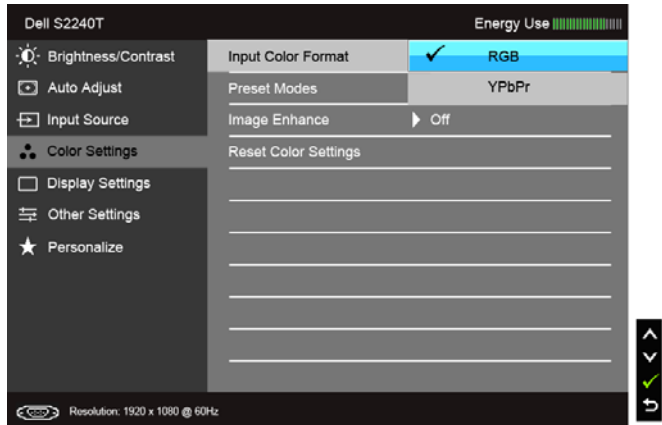 Dell S2240T Energy Use
Brightness/Contrast Input Color Format RGB
Auto Adjust Preset Modes YPbPr
Input Source Image Enhance Off
Color Settings Reset Color Settings
Display Settings
Other Settings
Personalize
Resolution: 1920 x 1080 @ 60Hz